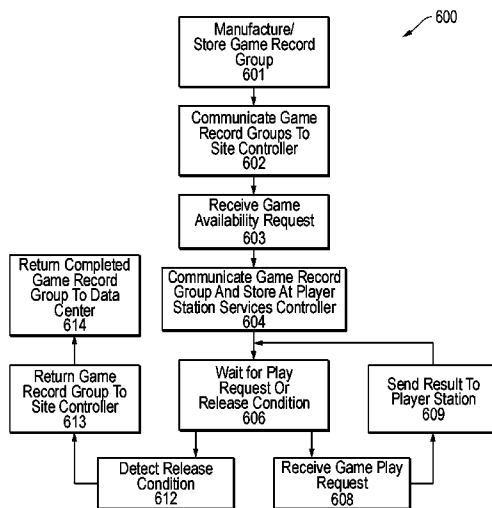 600
Manufacture/
Store Game Record
Group
601
Communicate Game
Record Groups To
Site Controller
602
Receive Game
Availability Request
603
Communicate Game Record
Group And Store At Player
Station Services Controller
604
Wait for Play
Request Or
Release Condition
606
Receive Game Play
Request
608
Send Result To
Player Station
609
Detect Release
Condition
612
Return Game
Record Group To
Site Controller
613
Return Completed
Game Record
Group To Data
Center
614